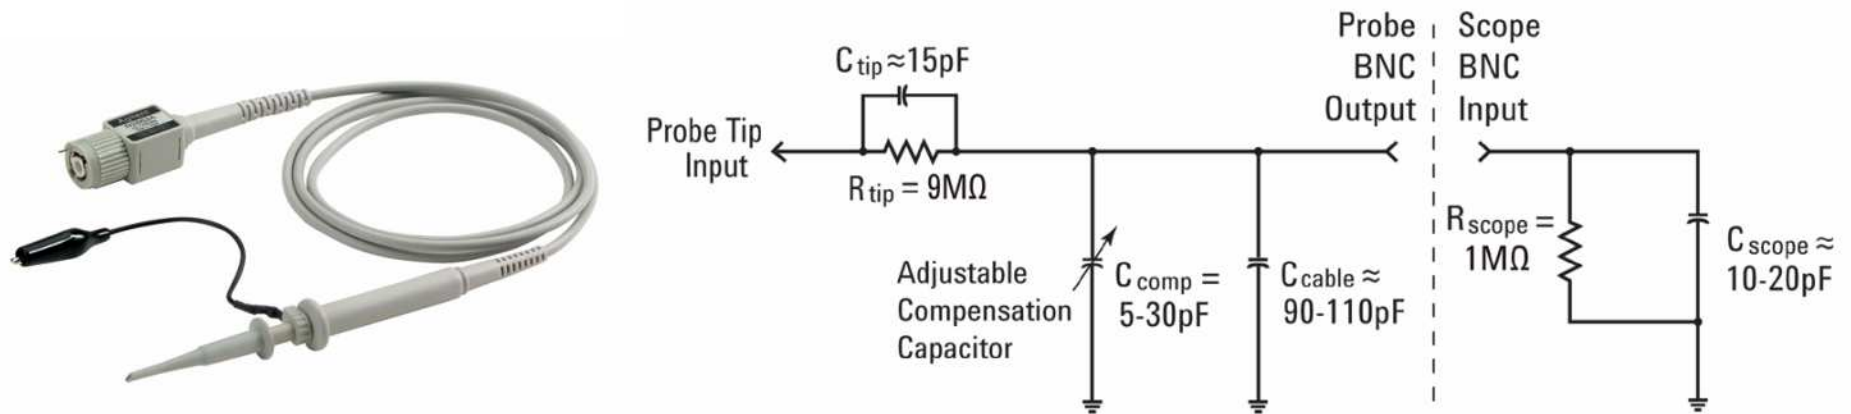 Probe
BNC
Output
Scope
BNC
Input
C tip ≈15pF
Probe Tip
Input
R tip = 9MΩ
Adjustable
Compensation
Capacitor
C comp =
5-30pF
C cable ≈
90-110pF
R scope =
1MΩ
C scope ≈
10-20pF